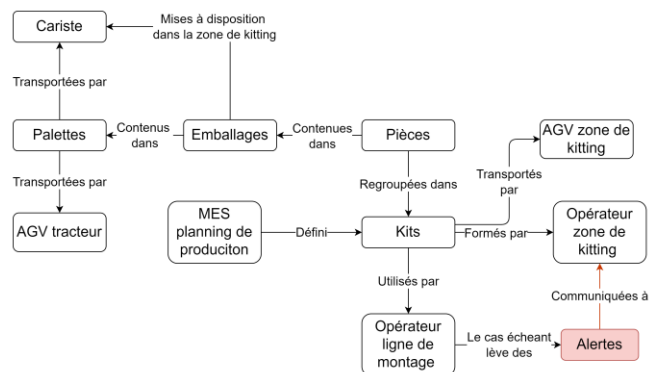 Cariste
Mises à disposition
dans la zone de kitting
Transportées par
Palettes
Contenus
dans
Emballages
Contenues
dans
Pièces
AGV zone de
kitting
Transportées par
Regroupées dans
Transportés
par
AGV tracteur
MES
planning de
produciton
Défini
Kits
Formés par
Opérateur
zone de
kitting
Utilisés par
Communiquées à
Opérateur
ligne de
montage
Le cas écheant
lève des
Alertes